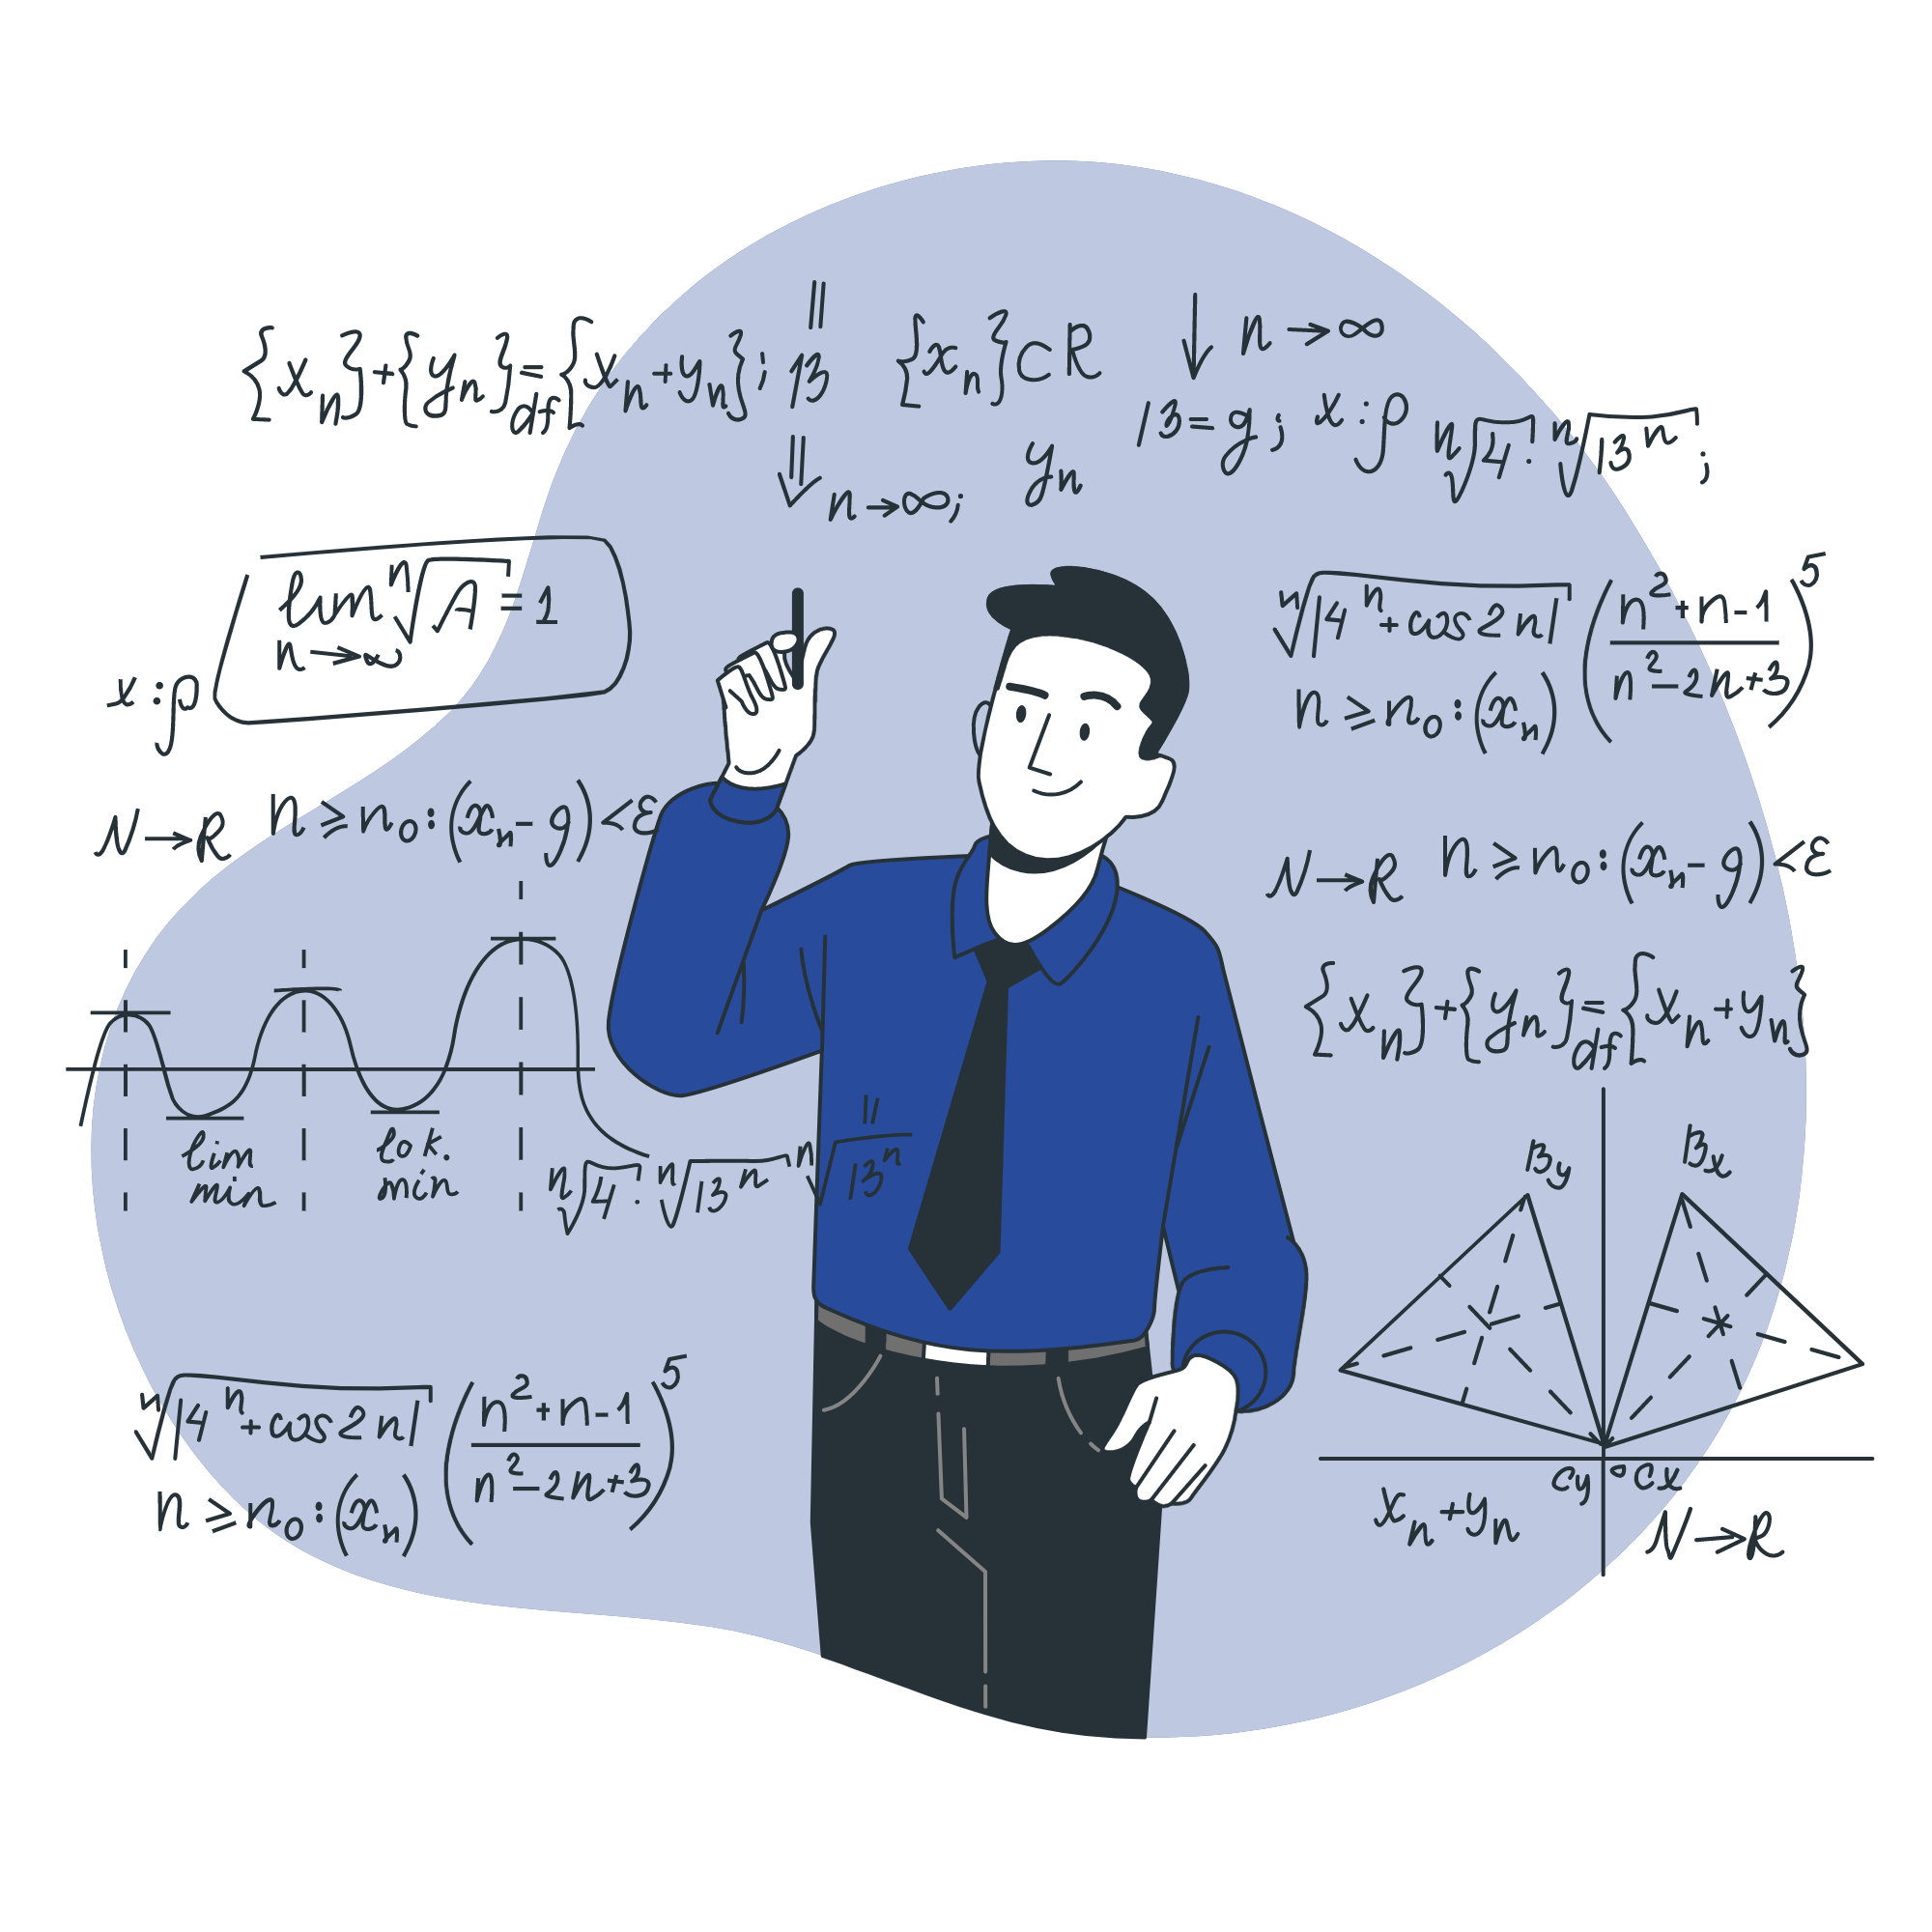 {xₙ}+{yₙ}=df{xₙ+yₙ}; 13
{xₙ}CR
n→∞
n→∞;
yₙ
13=g; x:ρ ⁿ√4! ⁿ√13ⁿ;
lim ⁿ√A = 1
n→∞
x:ρ
ⁿ√|4ⁿ+cos2n| ((n²+n-1)/(n²-2n+3))⁵
n ≥ n₀:(xₙ)
N→R n ≥ n₀:(xₙ-g)<ε
N→R n ≥ n₀:(xₙ-g)<ε
{xₙ}+{yₙ}=df{xₙ+yₙ}
lim
min
lok.
min
ⁿ√4! ⁿ√13ⁿ ⁿ√13ⁿ
By
Bx
ⁿ√|4ⁿ+cos2n| ((n²+n-1)/(n²-2n+3))⁵
n ≥ n₀:(xₙ)
cy cx
xₙ+yₙ
N→R